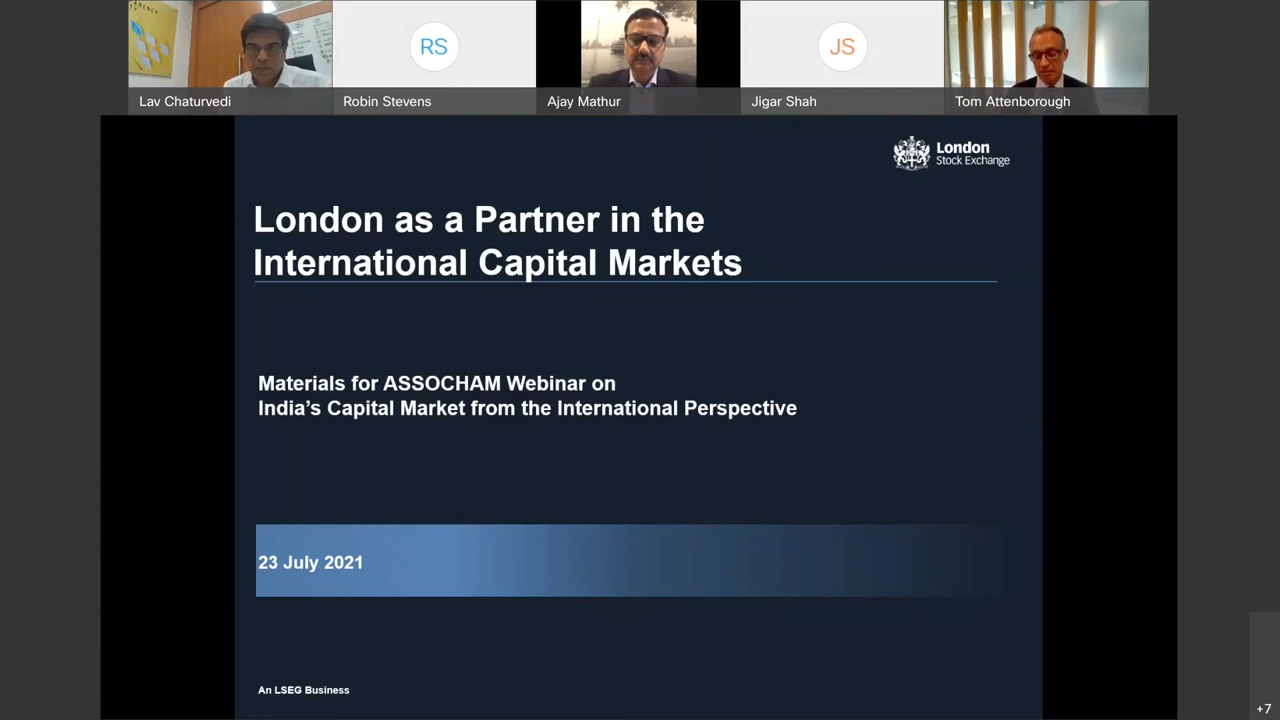 RS
JS
Lav Chaturvedi
Robin Stevens
Ajay Mathur
Jigar Shah
Tom Attenborough
London
Stock Exchange
London as a Partner in the
International Capital Markets
Materials for ASSOCHAM Webinar on
India’s Capital Market from the International Perspective
23 July 2021
An LSEG Business
+7